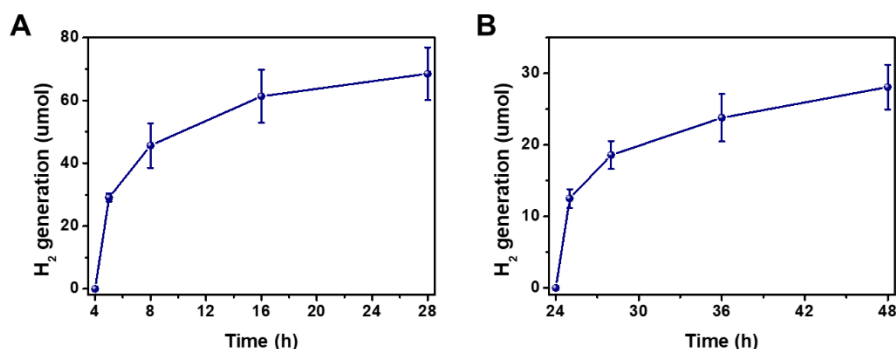 A
H₂ generation (umol)
80
60
40
20
0
4 8 12 16 20 24 28
Time (h)
B
H₂ generation (umol)
30
20
10
0
24 30 36 42 48
Time (h)